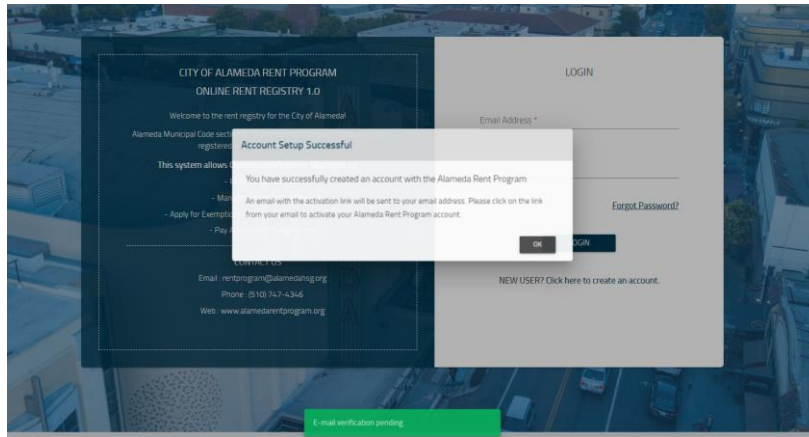 CITY OF ALAMEDA RENT PROGRAM
ONLINE RENT REGISTRY 1.0
Welcome to the rent registry for the City of Alameda!
Alameda Municipal Code secti
registered
This system allows
- Man
- Apply for Exemptio
- Pay A
CONTACT US
Email : rentprogram@alamedansg.org
Phone : (510) 747-4346
Web : www.alamedarentprogram.org
Account Setup Successful
You have successfully created an account with the Alameda Rent Program
An email with the activation link will be sent to your email address. Please click on the link
from your email to activate your Alameda Rent Program account.
OK
LOGIN
Email Address *
Forgot Password?
OGIN
NEW USER? Click here to create an account.
E-mail verification pending